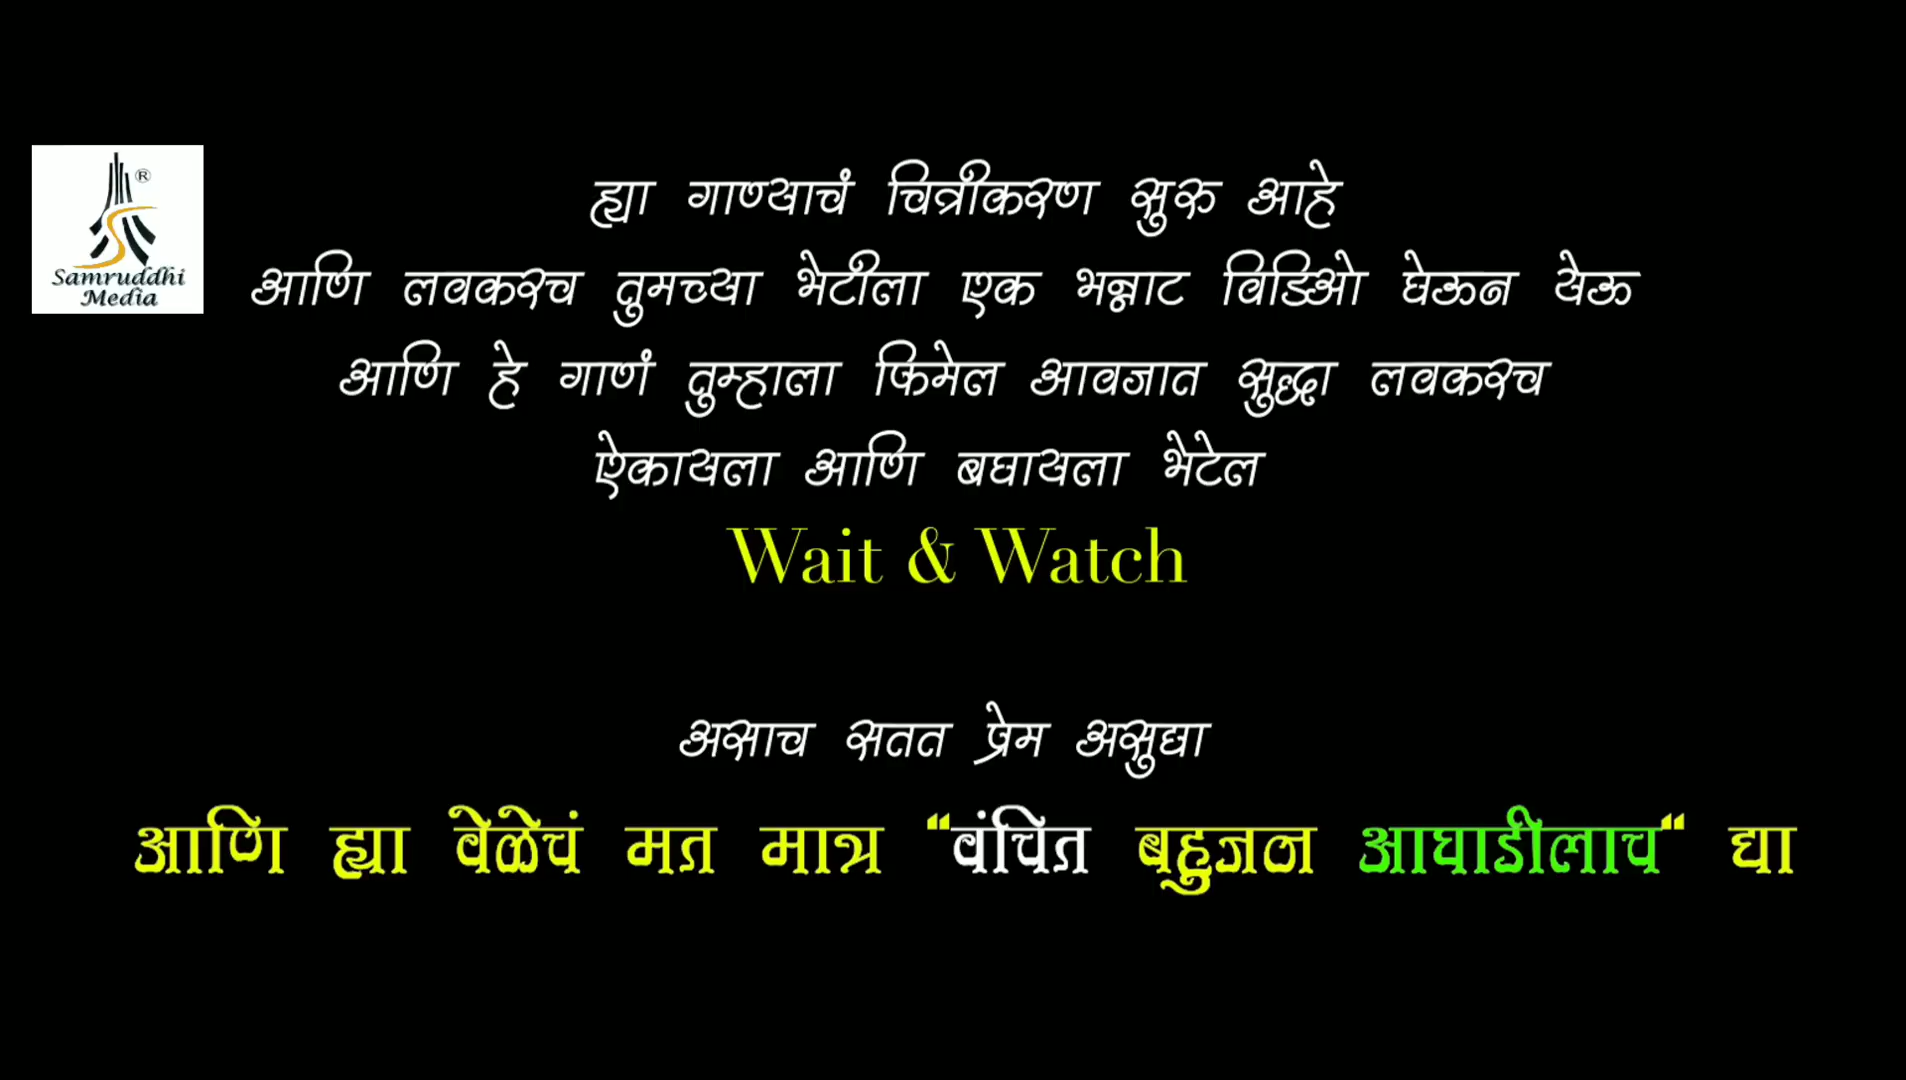 ®
Samruddhi
Media
ह्या गाण्याचं चित्रीकरण सुरु आहे
आणि लवकरच तुमच्या भेटीला एक भन्नाट विडिओ घेऊन येऊ
आणि हे गाणं तुम्हाला फिमेल आवजात सुद्धा लवकरच
ऐकायला आणि बघायला भेटेल
Wait & Watch
असाच सतत प्रेम असुद्या
आणि ह्या वेळेचं मत मात्र "वंचित बहुजन आघाडीलाच" द्या